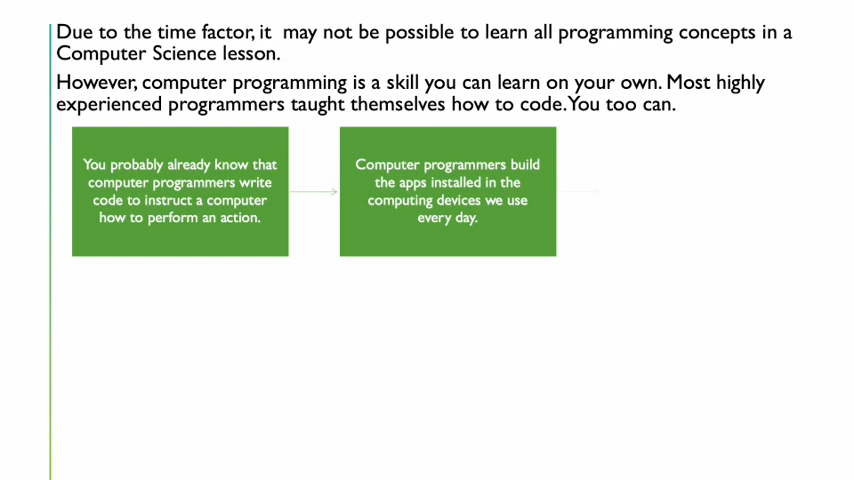 Due to the time factor, it may not be possible to learn all programming concepts in a
Computer Science lesson.
However, computer programming is a skill you can learn on your own. Most highly
experienced programmers taught themselves how to code. You too can.
You probably already know that
computer programmers write
code to instruct a computer
how to perform an action.
Computer programmers build
the apps installed in the
computing devices we use
every day.